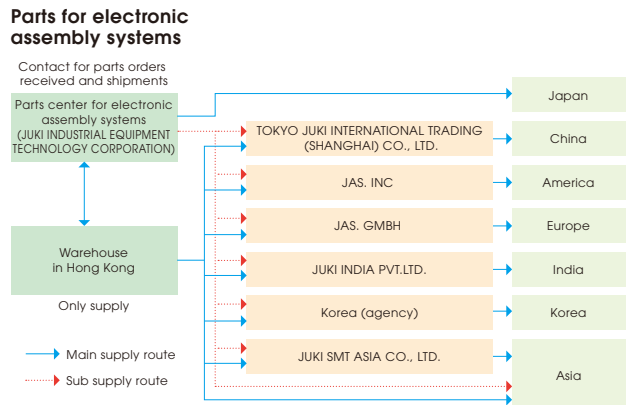 Parts for electronic
assembly systems
Contact for parts orders
received and shipments
Parts center for electronic
assembly systems
(JUKI INDUSTRIAL EQUIPMENT
TECHNOLOGY CORPORATION)
Warehouse
in Hong Kong
Only supply
Main supply route
Sub supply route
TOKYO JUKI INTERNATIONAL TRADING
(SHANGHAI) CO., LTD.
JAS. INC
JAS. GMBH
JUKI INDIA PVT.LTD.
Korea (agency)
JUKI SMT ASIA CO., LTD.
Japan
China
America
Europe
India
Korea
Asia